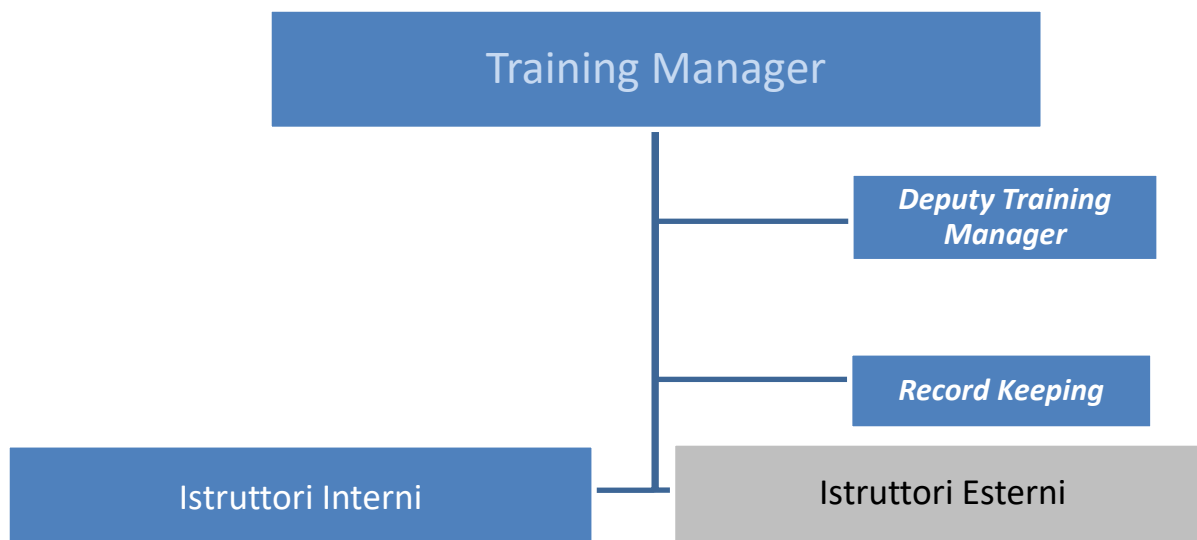 Training Manager
Deputy Training
Manager
Record Keeping
Istruttori Interni
Istruttori Esterni